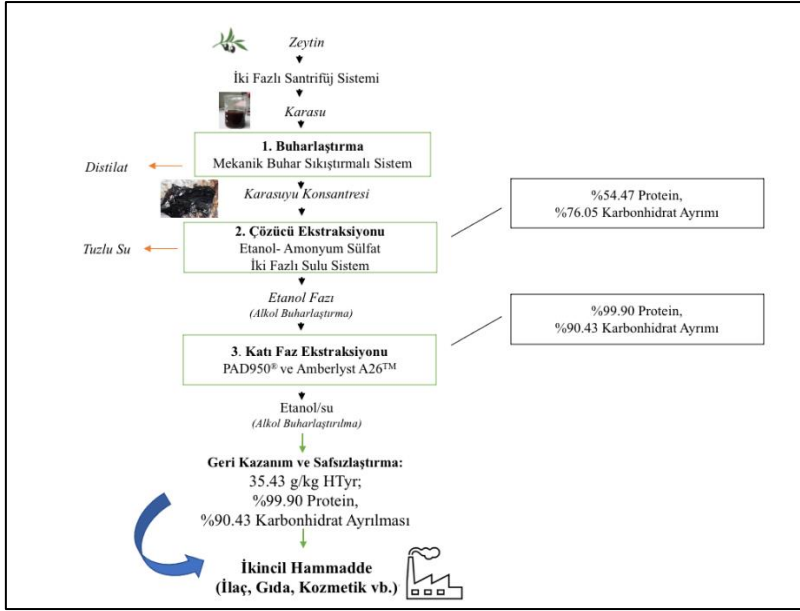 Zeytin
İki Fazlı Santrifüj Sistemi
Karasu
1. Buharlaştırma
Mekanik Buhar Sıkıştırmalı Sistem
Distilat
Karasuyu Konsantresi
%54.47 Protein,
%76.05 Karbonhidrat Ayrımı
2. Çözücü Ekstraksiyonu
Etanol- Amonyum Sülfat
İki Fazlı Sulu Sistem
Tuzlu Su
Etanol Fazı
(Alkol Buharlaştırma)
%99.90 Protein,
%90.43 Karbonhidrat Ayrımı
3. Katı Faz Ekstraksiyonu
PAD950® ve Amberlyst A26™
Etanol/su
(Alkol Buharlaştırılma)
Geri Kazanım ve Safsızlaştırma:
35.43 g/kg HTyr;
%99.90 Protein,
%90.43 Karbonhidrat Ayrılması
İkincil Hammadde
(İlaç, Gıda, Kozmetik vb.)